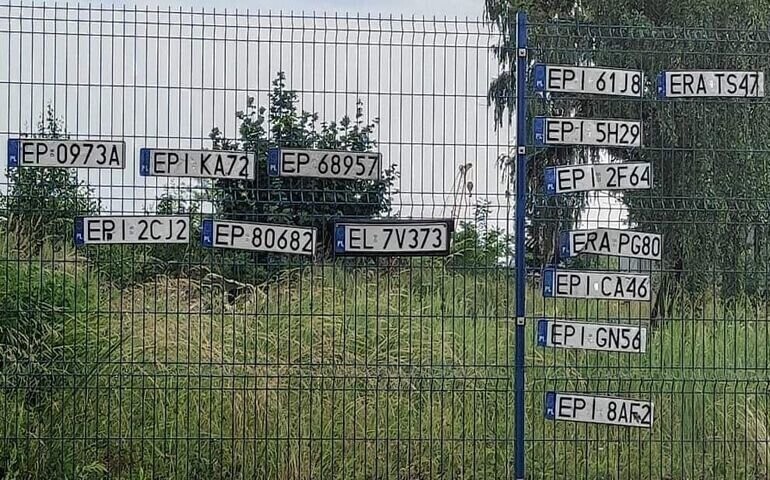 EP 0973A
EPI KA72
EP 68957
EPI 2CJ2
EP 80682
EL 7V373
EPI 61J8
ERA TS47
EPI 5H29
EPI 2F64
ERA PG80
EPI CA46
EPI GN56
EPI 8AF2